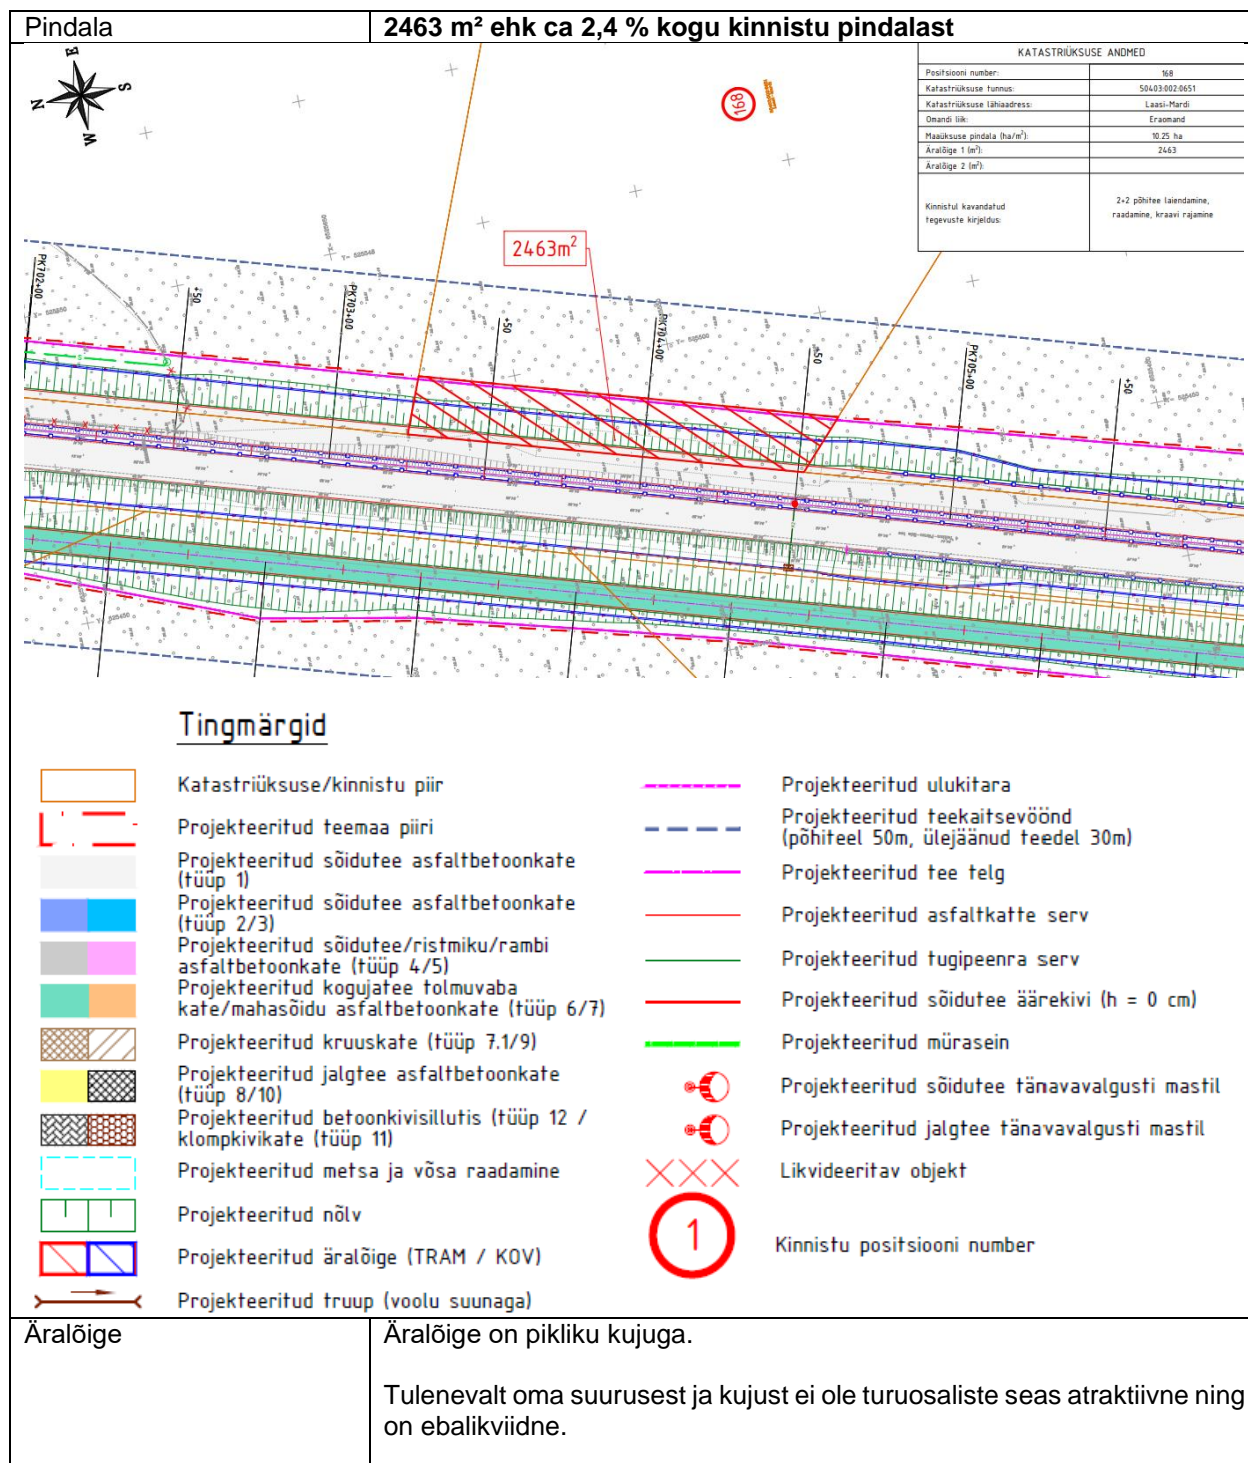 Pindala
2463 m² ehk ca 2,4 % kogu kinnistu pindalast
E
S
N
W
168
KATASTRIÜKSUSE ANDMED
Positsiooni number: 168
Katastriüksuse tunnus: 50403:002:0651
Katastriüksuse lähiaadress: Laasi-Mardi
Omandi liik: Eraomand
Maaüksuse pindala (ha/m²): 10.25 ha
Äralõige 1 (m²): 2463
Äralõige 2 (m²):
Kinnistul kavandatud
tegevuste kirjeldus:
2+2 põhitee laiendamine,
raadamine, kraavi rajamine
2463m²
PK702+00
+50
PK703+00
+50
PK704+00
+50
PK705+00
+50
Tingmärgid
Katastriüksuse/kinnistu piir
Projekteeritud teemaa piiri
Projekteeritud sõidutee asfaltbetoonkate
(tüüp 1)
Projekteeritud sõidutee asfaltbetoonkate
(tüüp 2/3)
Projekteeritud sõidutee/ristmiku/rambi
asfaltbetoonkate (tüüp 4/5)
Projekteeritud kogujatee tolmuvaba
kate/mahasõidu asfaltbetoonkate (tüüp 6/7)
Projekteeritud kruuskate (tüüp 7.1/9)
Projekteeritud jalgtee asfaltbetoonkate
(tüüp 8/10)
Projekteeritud betoonkivisillutis (tüüp 12 /
klompkivikate (tüüp 11)
Projekteeritud metsa ja võsa raadamine
Projekteeritud nõlv
Projekteeritud äralõige (TRAM / KOV)
Projekteeritud truup (voolu suunaga)
Projekteeritud ulukitara
Projekteeritud teekaitsevöönd
(põhiteel 50m, ülejäänud teedel 30m)
Projekteeritud tee telg
Projekteeritud asfaltkatte serv
Projekteeritud tugipeenra serv
Projekteeritud sõidutee äärekivi (h = 0 cm)
Projekteeritud mürasein
Projekteeritud sõidutee tänavavalgusti mastil
Projekteeritud jalgtee tänavavalgusti mastil
Likvideeritav objekt
1
Kinnistu positsiooni number
Äralõige
Äralõige on pikliku kujuga.
Tulenevalt oma suurusest ja kujust ei ole turuosaliste seas atraktiivne ning
on ebalikviidne.